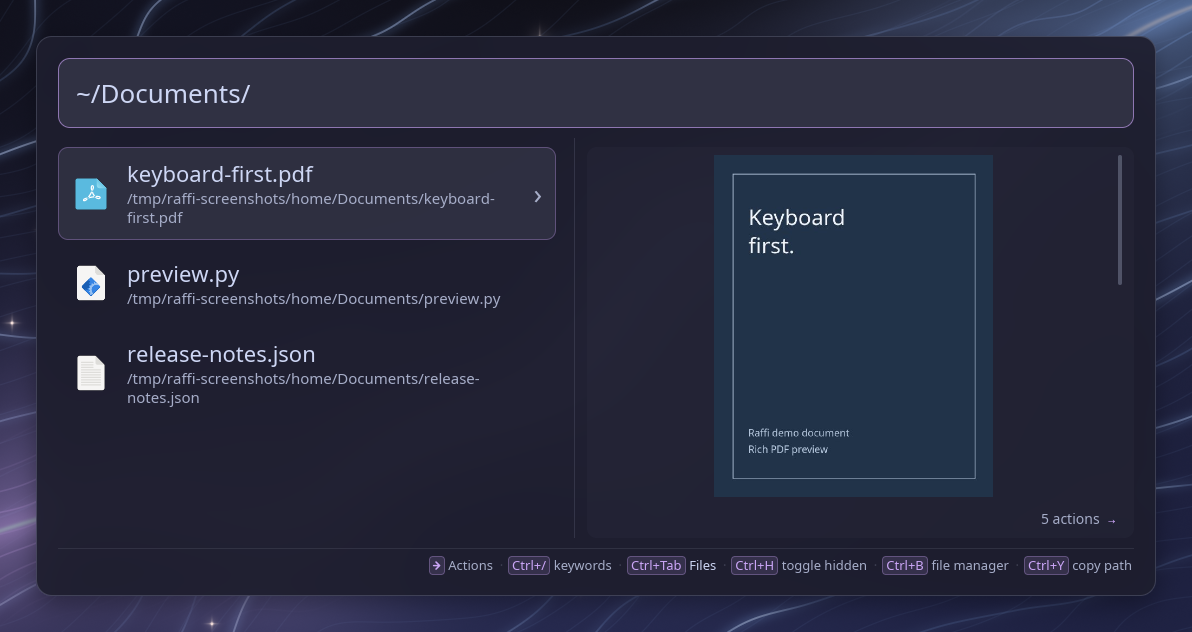 ~/Documents/
keyboard-first.pdf
/tmp/raffi-screenshots/home/Documents/keyboard-
first.pdf
preview.py
/tmp/raffi-screenshots/home/Documents/preview.py
release-notes.json
/tmp/raffi-screenshots/home/Documents/release-
notes.json
Keyboard
first.
Raffi demo document
Rich PDF preview
5 actions →
→ Actions · Ctrl+/ keywords · Ctrl+Tab Files · Ctrl+H toggle hidden · Ctrl+B file manager · Ctrl+Y copy path